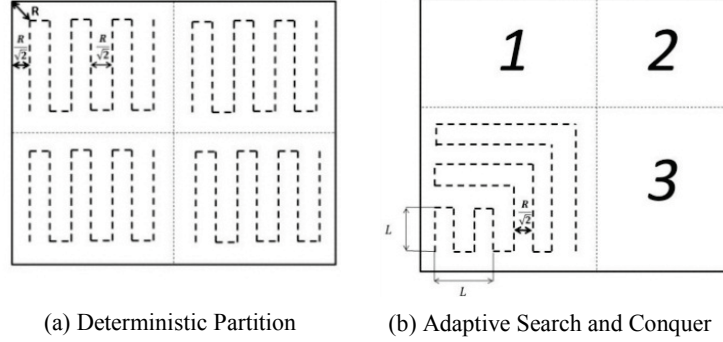 R
R/√2
R/√2
1
2
3
R/√2
L
L
(a) Deterministic Partition
(b) Adaptive Search and Conquer